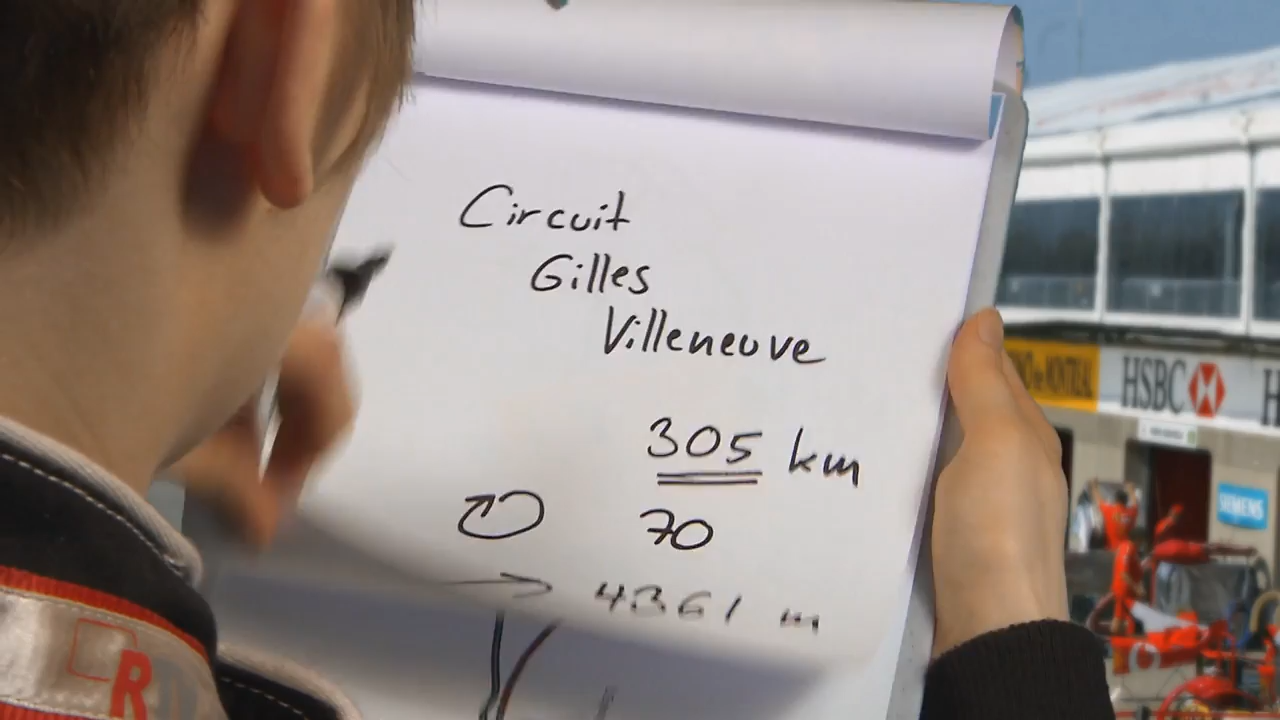 Circuit
Gilles
Villeneuve
305 km
70
4361 m
HSBC
SIEMENS
R